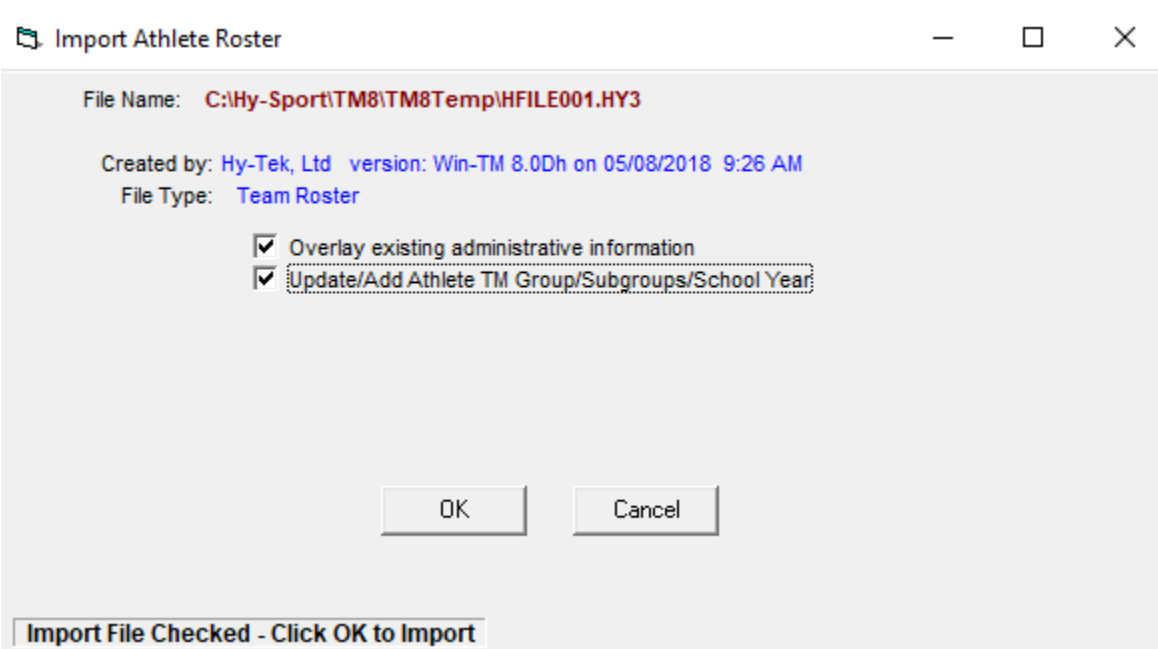 Import Athlete Roster
File Name: C:\Hy-Sport\TM8\TM8Temp\HFILE001.HY3
Created by: Hy-Tek, Ltd version: Win-TM 8.0Dh on 05/08/2018 9:26 AM
File Type: Team Roster
Overlay existing administrative information
Update/Add Athlete TM Group/Subgroups/School Year
OK Cancel
Import File Checked - Click OK to Import